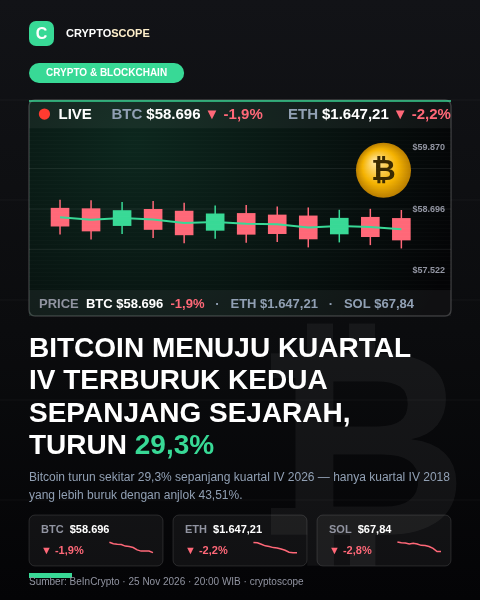 C CRYPTOSCOPE
CRYPTO & BLOCKCHAIN
LIVE BTC $58.696 ▼ -1,9% ETH $1.647,21 ▼ -2,2%
$59.870
$58.696
$57.522
PRICE BTC $58.696 -1,9% · ETH $1.647,21 · SOL $67,84
BITCOIN MENUJU KUARTAL
IV TERBURUK KEDUA
SEPANJANG SEJARAH,
TURUN 29,3%
Bitcoin turun sekitar 29,3% sepanjang kuartal IV 2026 — hanya kuartal IV 2018
yang lebih buruk dengan anjlok 43,51%.
BTC $58.696
▼ -1,9%
ETH $1.647,21
▼ -2,2%
SOL $67,84
▼ -2,8%
Sumber: BeInCrypto · 25 Nov 2026 · 20:00 WIB · cryptoscope